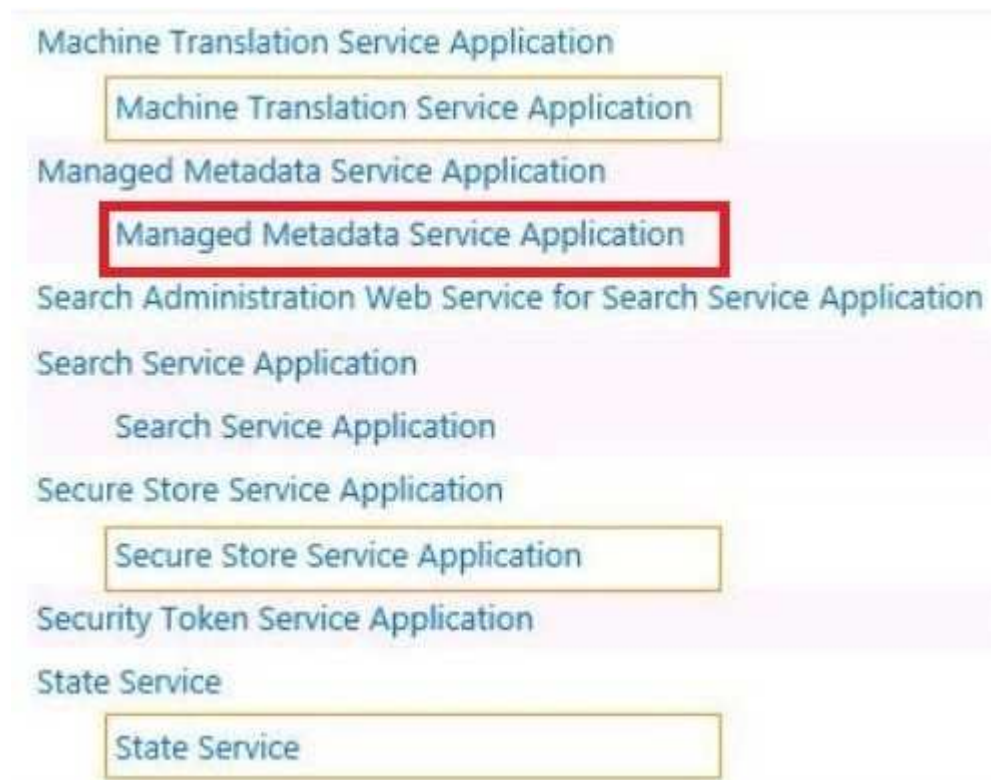 Machine Translation Service Application
Machine Translation Service Application
Managed Metadata Service Application
Managed Metadata Service Application
Search Administration Web Service for Search Service Application
Search Service Application
Search Service Application
Secure Store Service Application
Secure Store Service Application
Security Token Service Application
State Service
State Service